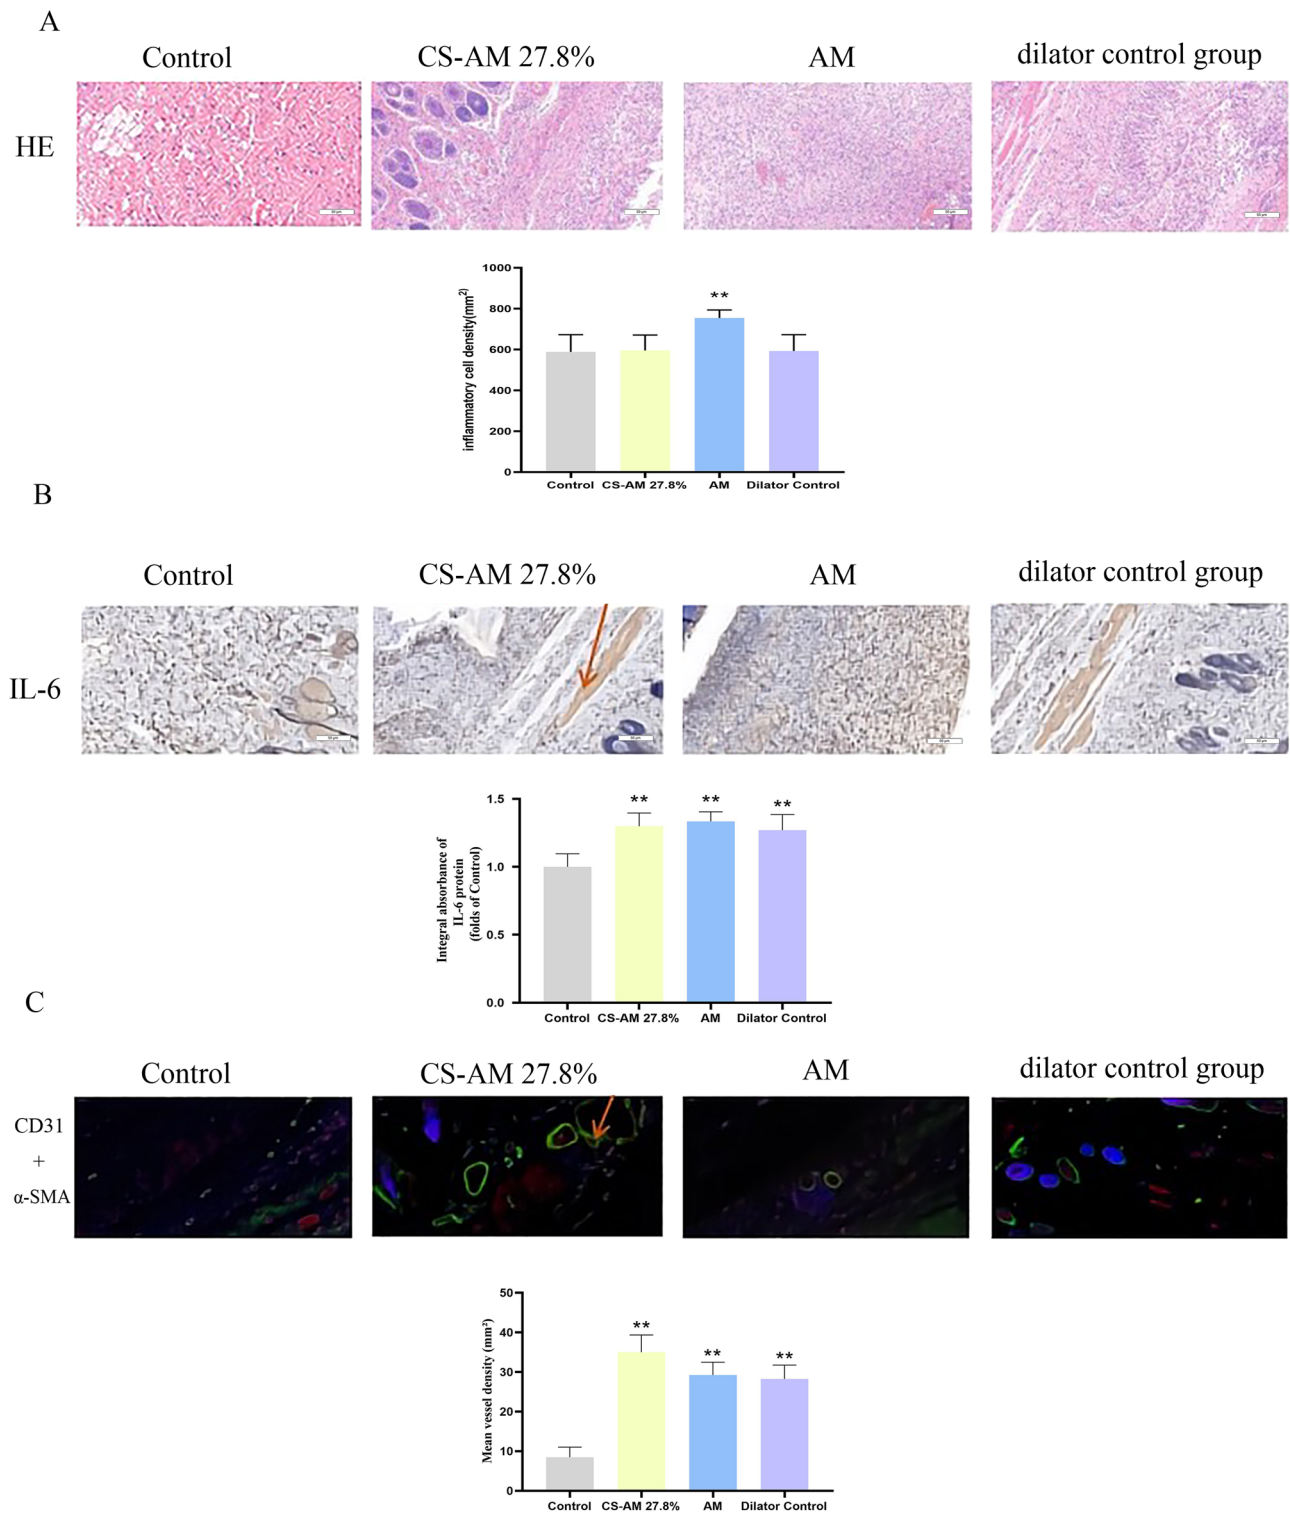 A
Control
CS-AM 27.8%
AM
dilator control group
HE
1000
800
600
400
200
0
inflammatory cell density(mm²)
**
Control
CS-AM 27.8%
AM
Dilator Control
B
Control
CS-AM 27.8%
AM
dilator control group
IL-6
1.5
1.0
0.5
0.0
Integral absorbance of
IL-6 protein
(folds of Control)
**
**
**
Control
CS-AM 27.8%
AM
Dilator Control
C
Control
CS-AM 27.8%
AM
dilator control group
CD31
+
α-SMA
50
40
30
20
10
0
Mean vessel density (mm²)
**
**
**
Control
CS-AM 27.8%
AM
Dilator Control